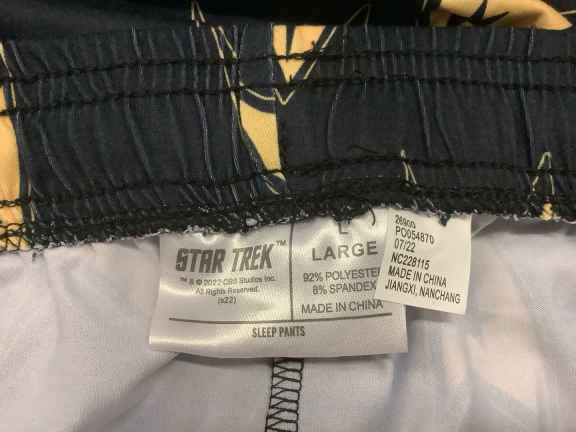 STAR TREK™
™ & © 2022 CBS Studios Inc.
All Rights Reserved.
(s22)
L
LARGE
92% POLYESTER
8% SPANDEX
MADE IN CHINA
SLEEP PANTS
PO054870
07/22
NC228115
MADE IN CHINA
JIANGXI, NANCHANG